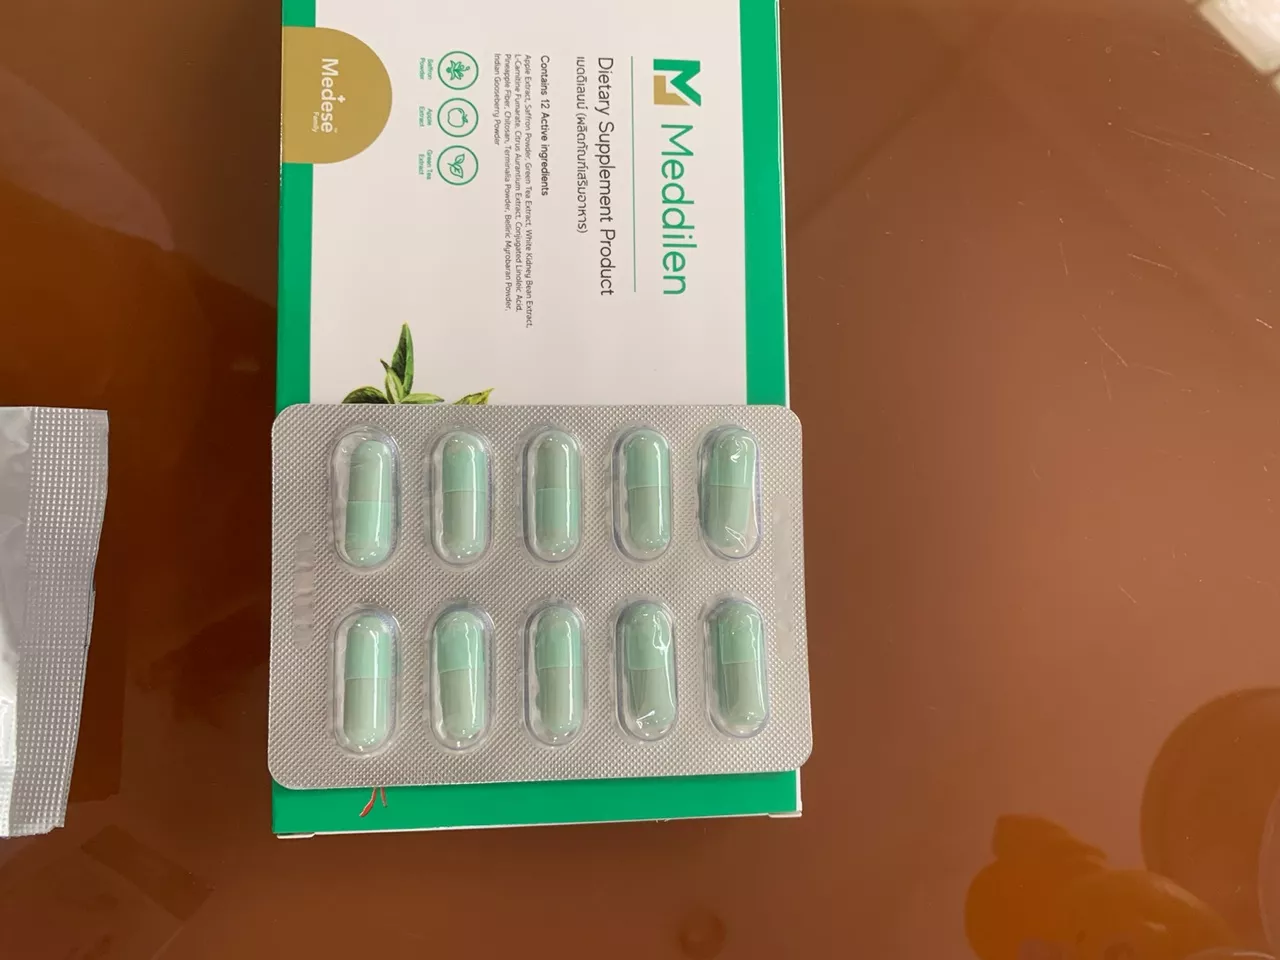 Meddilen
Dietary Supplement Product
เมดดิเลนน์ (ผลิตภัณฑ์เสริมอาหาร)
Contains 12 Active ingredients
Apple Extract, Saffron Powder, Green Tea Extract, White Kidney Bean Extract,
L-Carnitine Fumarate, Citrus Aurantium Extract, Conjugated Linoleic Acid,
Pineapple Fiber, Chitosan, Terminalia Powder, Belliric Myrobaran Powder,
Indian Gooseberry Powder
Saffron
Powder
Apple
Extract
Green Tea
Extract
Medese
Family